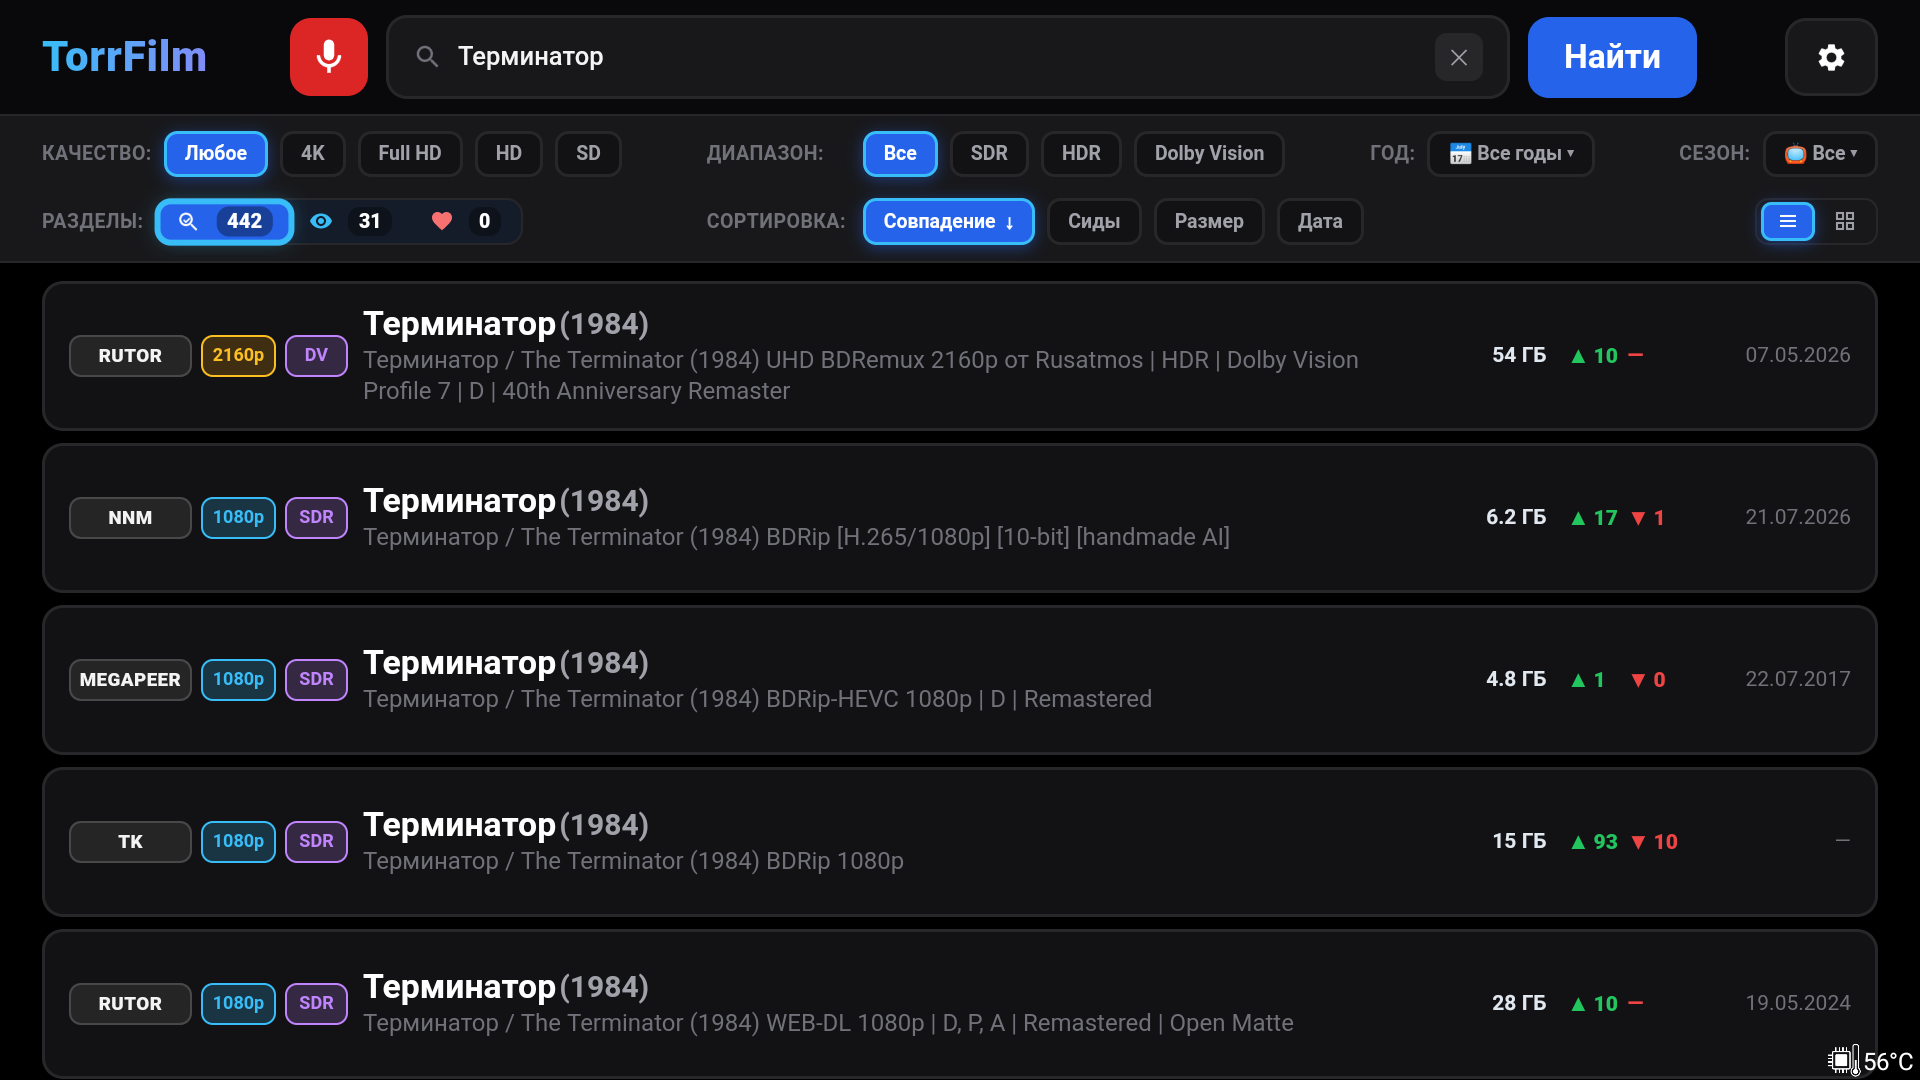 TorrFilm
Терминатор
Найти
КАЧЕСТВО: Любое 4K Full HD HD SD ДИАПАЗОН: Все SDR HDR Dolby Vision ГОД: July 17 Все годы ▾ СЕЗОН: Все ▾
РАЗДЕЛЫ: 442 31 0 СОРТИРОВКА: Совпадение ↓ Сиды Размер Дата
Терминатор (1984)
RUTOR 2160p DV
Терминатор / The Terminator (1984) UHD BDRemux 2160p от Rusatmos | HDR | Dolby Vision
Profile 7 | D | 40th Anniversary Remaster
54 ГБ ▲ 10 — 07.05.2026
Терминатор (1984)
NNM 1080p SDR
Терминатор / The Terminator (1984) BDRip [H.265/1080p] [10-bit] [handmade AI]
6.2 ГБ ▲ 17 ▼ 1 21.07.2026
Терминатор (1984)
MEGAPEER 1080p SDR
Терминатор / The Terminator (1984) BDRip-HEVC 1080p | D | Remastered
4.8 ГБ ▲ 1 ▼ 0 22.07.2017
Терминатор (1984)
TK 1080p SDR
Терминатор / The Terminator (1984) BDRip 1080p
15 ГБ ▲ 93 ▼ 10 —
Терминатор (1984)
RUTOR 1080p SDR
Терминатор / The Terminator (1984) WEB-DL 1080p | D, P, A | Remastered | Open Matte
28 ГБ ▲ 10 — 19.05.2024
56°C